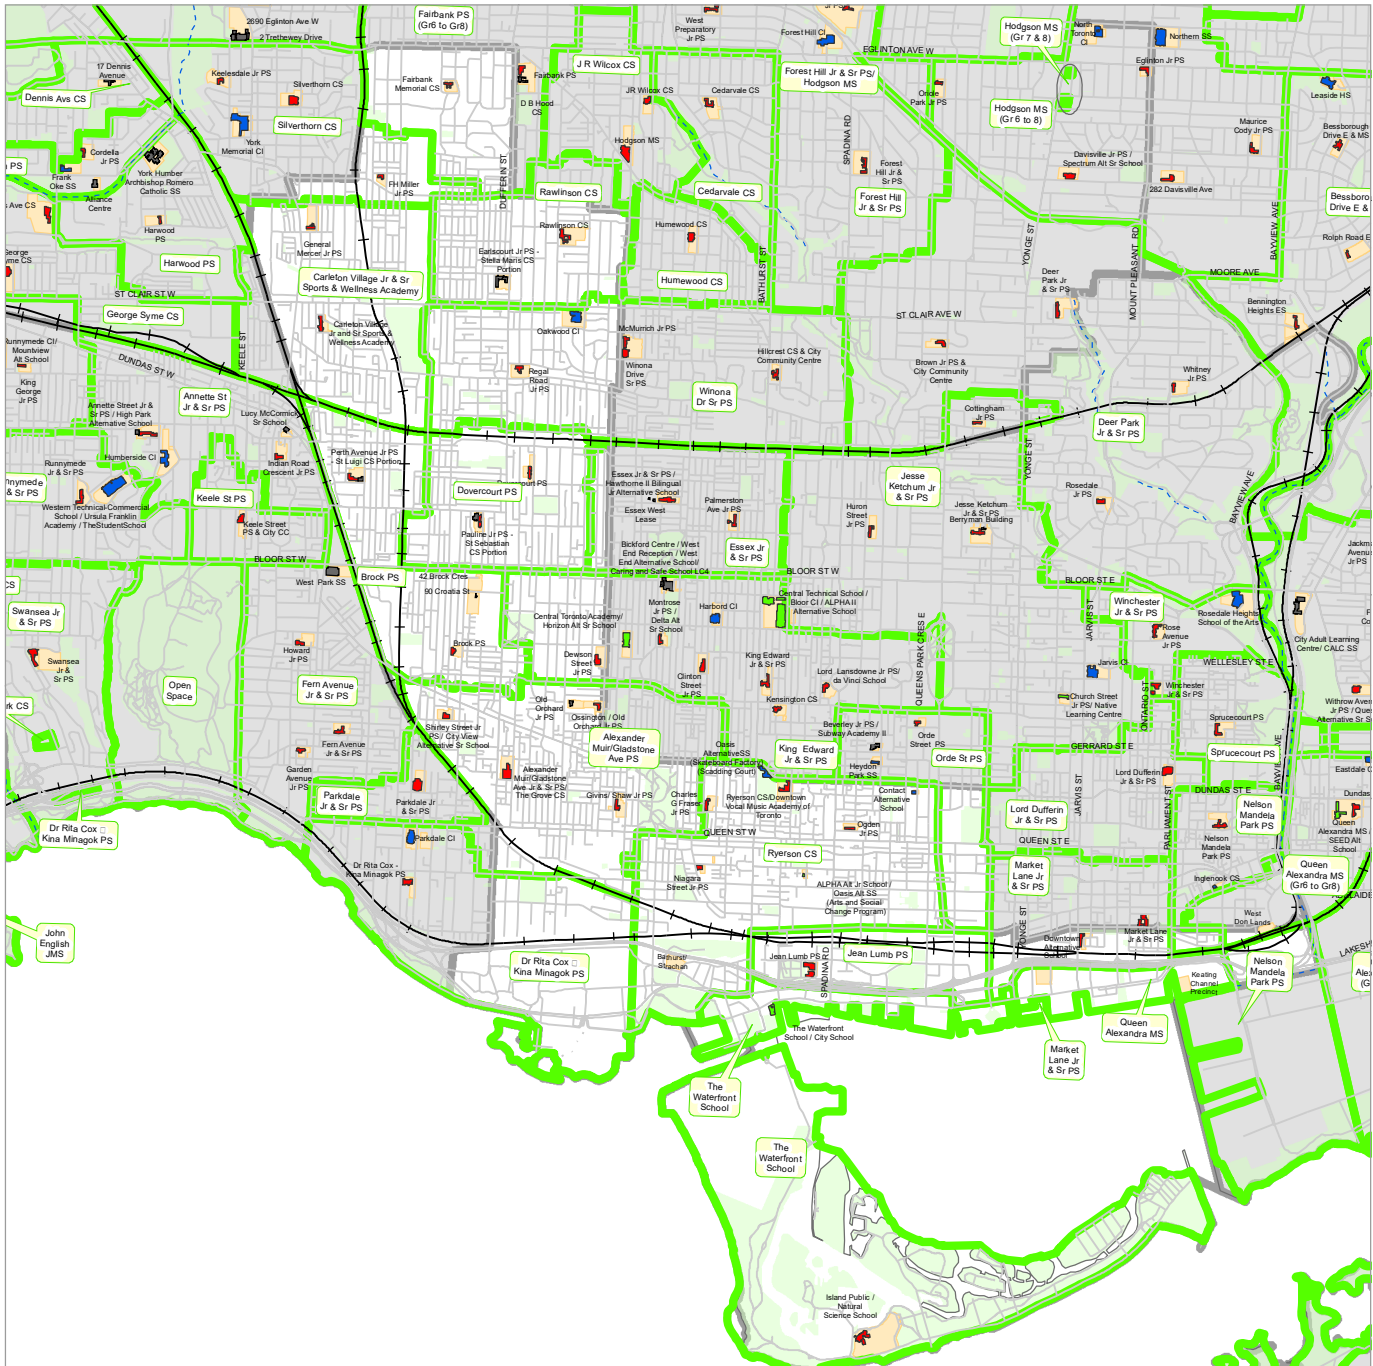 2690 Eglinton Ave W
2 Trethewey Drive
Fairbank PS
(Gr6 to Gr8)
West
Preparatory
Jr PS
Jr PS
Forest Hill CI
EGLINTON AVE W
Hodgson MS
(Gr 7 & 8)
North
Toronto
CI
Northern SS
17 Dennis
Avenue
Dennis Avs CS
Keelesdale Jr PS
Silverthorn CS
Silverthorn CS
York
Memorial CI
Fairbank
Memorial CS
Fairbank PS
D B Hood
CS
J R Wilcox CS
JR Wilcox CS
Cedarvale CS
Forest Hill Jr & Sr PS/
Hodgson MS
Oriole
Park Jr PS
Eglinton Jr PS
Leaside HS
Hodgson MS
(Gr 6 to 8)
Maurice
Cody Jr PS
Bessborough
Drive E & MS
Cordella
Jr PS
PS
Frank
Oke SS
Alliance
Centre
York Humber
Archbishop Romero
Catholic SS
Ave CS
Harwood
PS
Harwood PS
FH Miller
Jr PS
DUFFERIN ST
Hodgson MS
Rawlinson CS
Cedarvale CS
SPADINA RD
Forest
Hill Jr &
Sr PS
Forest Hill
Jr & Sr PS
Davisville Jr PS /
Spectrum Alt Sr School
282 Davisville Ave
Bessboro
Drive E &
Rolph Road E
General
Mercer Jr PS
Rawlinson CS
Humewood CS
Earlscourt Jr PS -
Stella Maris CS
Portion
BATHURST ST
YONGE ST
MOUNT PLEASANT RD
BAYVIEW AVE
George
Carleton Village Jr & Sr
Sports & Wellness Academy
Humewood CS
Deer
Park Jr
& Sr PS
MOORE AVE
ST CLAIR ST W
George Syme CS
ST CLAIR AVE W
Bennington
Heights ES
Carleton Village
Jr and Sr Sports &
Wellness Academy
Oakwood CI
McMurrich Jr PS
Winona
Drive
Sr PS
Hillcrest CS & City
Community Centre
Brown Jr PS &
City Community
Centre
Runnymede CI /
Mountview
Alt School
KEELE ST
DUNDAS ST W
King
George
Jr PS
Regal
Road
Jr PS
Winona
Dr Sr PS
Whitney
Jr PS
Annette St
Jr & Sr PS
Annette Street Jr &
Sr PS / High Park
Alternative School
Lucy McCormick
Sr School
Cottingham
Jr PS
Deer Park
Jr & Sr PS
Humberside CI
Runnymede
Jr & Sr PS
Indian Road
Crescent Jr PS
Perth Avenue Jr PS
- St Luigi CS Portion
YONGE ST
Keele St PS
Dovercourt PS
Essex Jr & Sr PS /
Hawthorne II Bilingual
Jr Alternative School
Essex West
Lease
Palmerston
Ave Jr PS
Jesse
Ketchum Jr
& Sr PS
Rosedale
Jr PS
BAYVIEW AVE
Western Technical-Commercial
School / Ursula Franklin
Academy / TheStudentSchool
Keele Street
PS & City CC
Pauline Jr PS -
St Sebastian
CS Portion
Huron
Street
Jr PS
Jesse Ketchum
Jr & Sr PS
Berryman Building
Bickford Centre / West
End Reception / West
End Alternative School/
Caring and Safe School LC4
Essex Jr
& Sr PS
BLOOR ST W
West Park SS
Brock PS
42 Brock Cres
90 Croatia St
BLOOR ST W
BLOOR ST E
Swansea Jr
& Sr PS
Central Toronto Academy/
Horizon Alt Sr School
Montrose
Jr PS /
Delta Alt
Sr School
Harbord CI
Central Technical School /
Bloor CI / ALPHA II
Alternative School
Winchester
Jr & Sr PS
Rosedale Heights
School of the Arts
JARVIS ST
Rose
Avenue
Jr PS
City Adult Learning
Centre/ CALC SS
Swansea
Jr &
Sr PS
Howard
Jr PS
Brock PS
Dewson
Street
Jr PS
Clinton
Street
Jr PS
King Edward
Jr & Sr PS
Lord Lansdowne Jr PS/
da Vinci School
QUEENS PARK CRES E
Jarvis CI
WELLESLEY ST E
Open
Space
Fern Avenue
Jr & Sr PS
Kensington CS
Church Street
Jr PS/ Native
Learning Centre
ONTARIO ST
Winchester
Jr & Sr PS
Old
Orchard
Jr PS
Ossington / Old
Orchard Jr PS
Shirley Street Jr
PS / City View
Alternative Sr School
Fern Avenue
Jr & Sr PS
Alexander
Muir/Gladstone
Ave PS
Oasis
AlternativeSS
(Skateboard Factory)
(Scadding Court)
King Edward
Jr & Sr PS
Beverley Jr PS /
Subway Academy II
Heydon
Park SS
Orde
Street PS
Orde St PS
GERRARD ST E
Sprucecourt PS
Sprucecourt PS
Garden
Avenue
Jr PS
Parkdale
Jr & Sr PS
Parkdale Jr
& Sr PS
Alexander
Muir/Gladstone
Ave Jr & Sr PS/
The Grove CS
Givins/ Shaw Jr PS
Charles
G Fraser
Jr PS
Ryerson CS/Downtown
Vocal Music Academy of
Toronto
Contact
Alternative
School
Lord Dufferin
Jr & Sr PS
Lord Dufferin
Jr & Sr PS
JARVIS ST
DUNDAS ST E
PARLIAMENT ST
Nelson
Mandela
Park PS
Nelson
Mandela
Park PS
Queen
Alexandra MS /
SEED Alt
School
Dr Rita Cox
Kina Minagok PS
Parkdale CI
QUEEN ST W
Ogden
Jr PS
Ryerson CS
QUEEN ST E
Dr Rita Cox -
Kina Minagok PS
Niagara
Street Jr PS
ALPHA Alt Jr School /
Oasis Alt SS
(Arts and Social
Change Program)
Market
Lane Jr
& Sr PS
Inglenook CS
Queen
Alexandra MS
(Gr6 to Gr8)
John
English
JMS
West
Don Lands
Market Lane
Jr & Sr PS
YONGE ST
Downtown
Alternative
School
Dr Rita Cox
Kina Minagok PS
Bathurst/
Strachan
Jean Lumb PS
SPADINA RD
Jean Lumb PS
Keating
Channel
Precinct
Nelson
Mandela
Park PS
The Waterfront
School / City School
Queen
Alexandra MS
Market
Lane Jr
& Sr PS
The
Waterfront
School
The
Waterfront
School
Island Public /
Natural
Science School